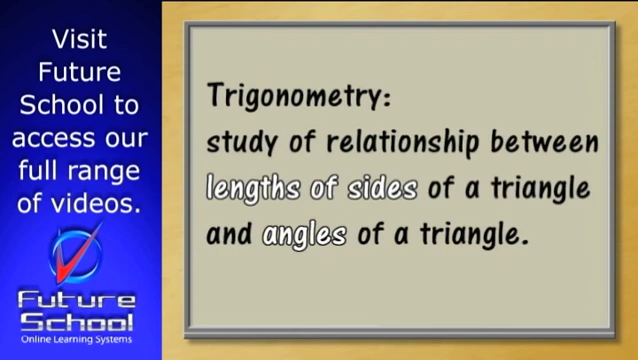 Visit
Future
School to
access our
full range
of videos.
Future
School
Online Learning Systems
Trigonometry:
study of relationship between
lengths of sides of a triangle
and angles of a triangle.